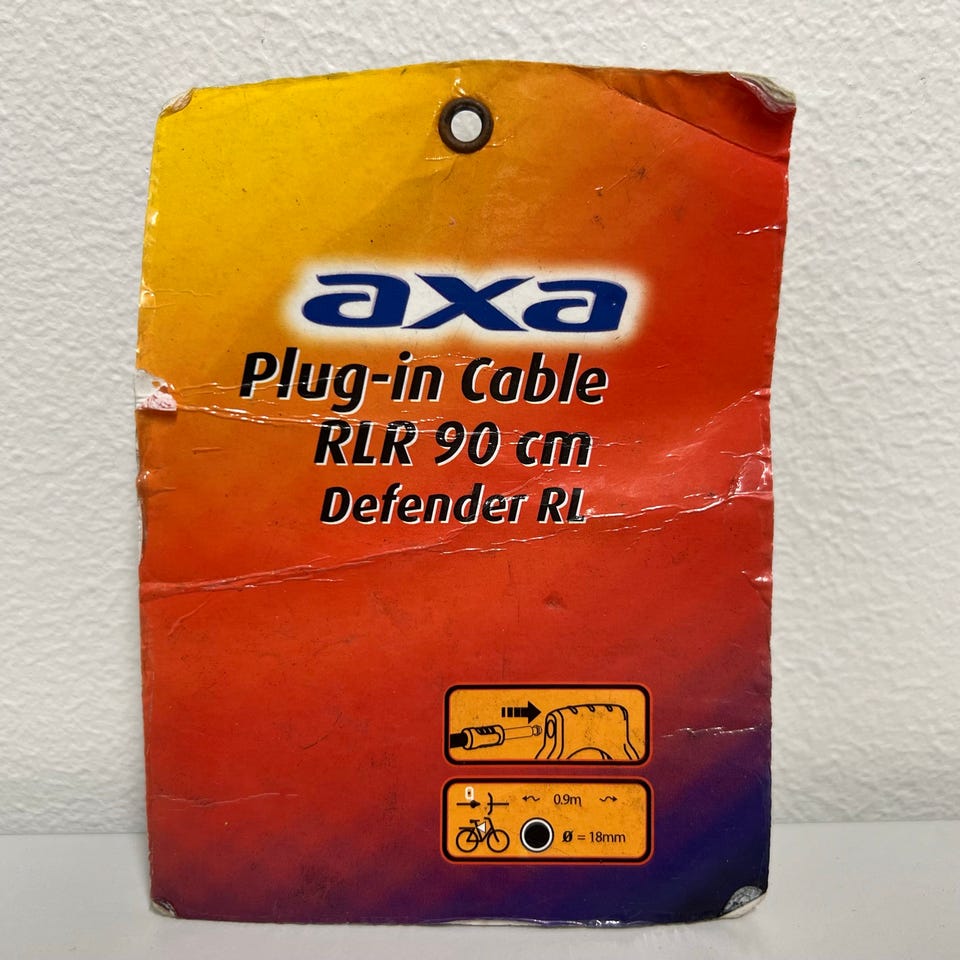 axa
Plug-in Cable
RLR 90 cm
Defender RL
0.9m
Ø = 18mm